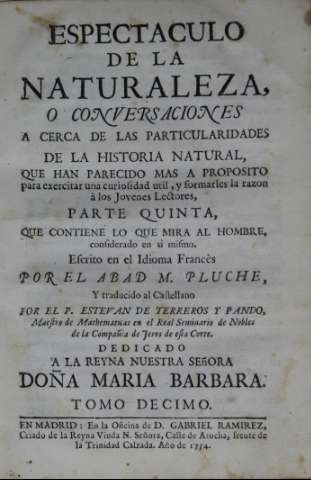 ESPECTACULO
DE LA
NATURALEZA,
O CONVERSACIONES
A CERCA DE LAS PARTICULARIDADES
DE LA HISTORIA NATURAL,
QUE HAN PARECIDO MAS A PROPOSITO
para exercitar una curiosidad util, y formarles la razon
à los Jovenes Lectores,
PARTE QUINTA,
QUE CONTIENE LO QUE MIRA AL HOMBRE,
considerado en sì mismo.
Escrito en el Idioma Francès
POR EL ABAD M. PLUCHE,
Y traducido al Castellano
POR EL P. ESTEVAN DE TERREROS Y PANDO,
Maestro de Mathematicas en el Real Seminario de Nobles
de la Compañia de Jesus de esta Corte.
DEDICADO
A LA REYNA NUESTRA SEñORA
DOÑA MARIA BARBARA.
TOMO DECIMO.
EN MADRID: En la Oficina de D. GABRIEL RAMIREZ,
Criado de la Reyna Viuda N. Señora, Calle de Atocha, frente de
la Trinidad Calzada. Año de 1754.